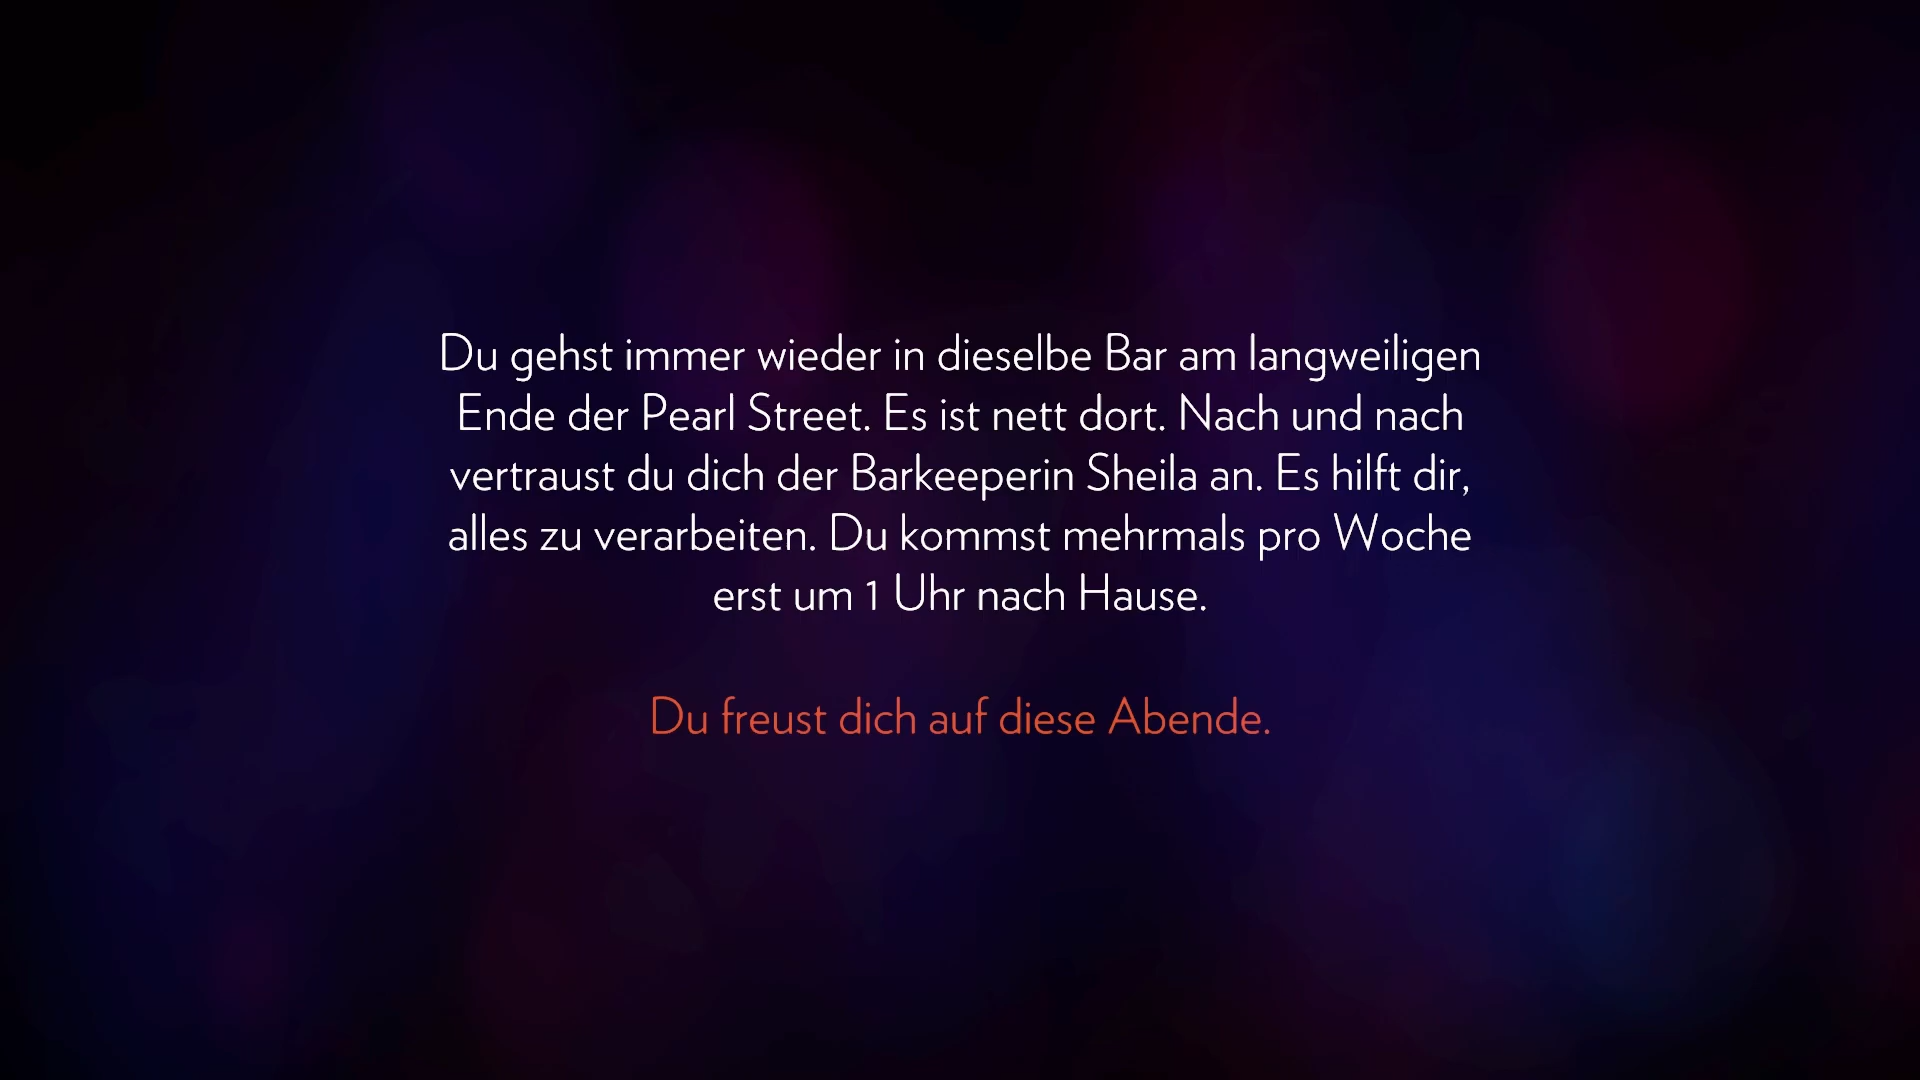 Du gehst immer wieder in dieselbe Bar am langweiligen
Ende der Pearl Street. Es ist nett dort. Nach und nach
vertraust du dich der Barkeeperin Sheila an. Es hilft dir,
alles zu verarbeiten. Du kommst mehrmals pro Woche
erst um 1 Uhr nach Hause.
Du freust dich auf diese Abende.